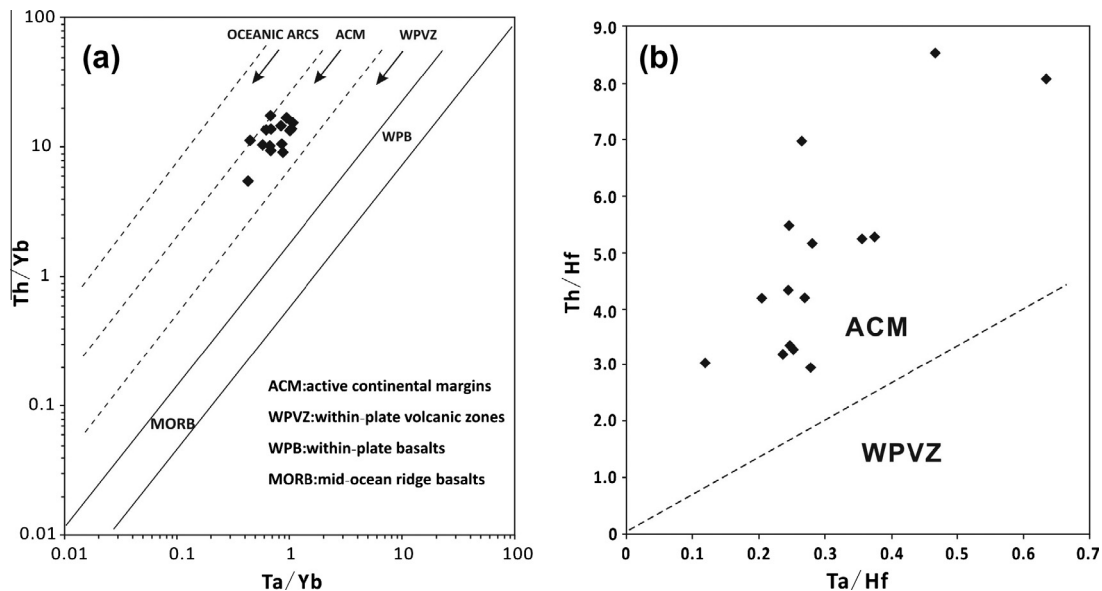 (a)
OCEANIC ARCS ACM WPVZ
WPB
MORB
ACM:active continental margins
WPVZ:within-plate volcanic zones
WPB:within-plate basalts
MORB:mid-ocean ridge basalts
100
10
1
0.1
0.01
Th/Yb
0.01 0.1 1 10 100
Ta/Yb
(b)
9.0
8.0
7.0
6.0
5.0
4.0
3.0
2.0
1.0
0
Th/Hf
ACM
WPVZ
0 0.1 0.2 0.3 0.4 0.5 0.6 0.7
Ta/Hf